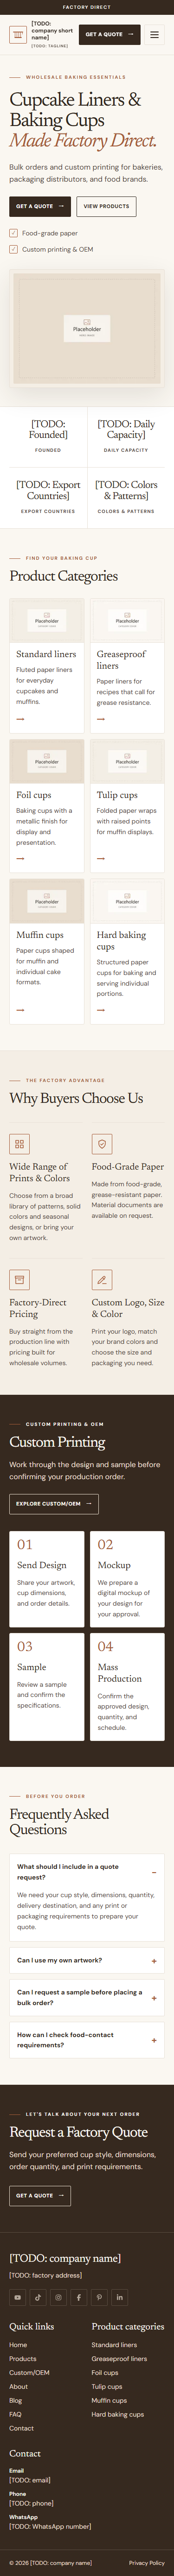 FACTORY DIRECT
[TODO:
company short
name]
[TODO: TAGLINE]
GET A QUOTE →
WHOLESALE BAKING ESSENTIALS
Cupcake Liners &
Baking Cups
Made Factory Direct.
Bulk orders and custom printing for bakeries,
packaging distributors, and food brands.
GET A QUOTE →
VIEW PRODUCTS
Food-grade paper
Custom printing & OEM
Placeholder
[TODO:
Founded]
FOUNDED
[TODO: Daily
Capacity]
DAILY CAPACITY
[TODO: Export
Countries]
EXPORT COUNTRIES
[TODO: Colors
& Patterns]
COLORS & PATTERNS
FIND YOUR BAKING CUP
Product Categories
Placeholder
Standard liners
Fluted paper liners
for everyday
cupcakes and
muffins.
→
Placeholder
Greaseproof
liners
Paper liners for
recipes that call for
grease resistance.
→
Placeholder
Foil cups
Baking cups with a
metallic finish for
display and
presentation.
→
Placeholder
Tulip cups
Folded paper wraps
with raised points
for muffin displays.
→
Placeholder
Muffin cups
Paper cups shaped
for muffin and
individual cake
formats.
→
Placeholder
Hard baking
cups
Structured paper
cups for baking and
serving individual
portions.
→
THE FACTORY ADVANTAGE
Why Buyers Choose Us
Wide Range of
Prints & Colors
Choose from a broad
library of patterns, solid
colors and seasonal
designs, or bring your
own artwork.
Food-Grade Paper
Made from food-grade,
grease-resistant paper.
Material documents are
available on request.
Factory-Direct
Pricing
Buy straight from the
production line with
pricing built for
wholesale volumes.
Custom Logo, Size
& Color
Print your logo, match
your brand colors and
choose the size and
packaging you need.
CUSTOM PRINTING & OEM
Custom Printing
Work through the design and sample before
confirming your production order.
EXPLORE CUSTOM/OEM →
01
Send Design
Share your artwork,
cup dimensions,
and order details.
02
Mockup
We prepare a
digital mockup of
your design for
your approval.
03
Sample
Review a sample
and confirm the
specifications.
04
Mass
Production
Confirm the
approved design,
quantity, and
schedule.
BEFORE YOU ORDER
Frequently Asked
Questions
What should I include in a quote
request?
−
We need your cup style, dimensions, quantity,
delivery destination, and any print or
packaging requirements to prepare your
quote.
Can I use my own artwork? +
Can I request a sample before placing a
bulk order?
+
How can I check food-contact
requirements?
+
LET'S TALK ABOUT YOUR NEXT ORDER
Request a Factory Quote
Send your preferred cup style, dimensions,
order quantity, and print requirements.
GET A QUOTE →
[TODO: company name]
[TODO: factory address]
Quick links
Home
Products
Custom/OEM
About
Blog
FAQ
Contact
Product categories
Standard liners
Greaseproof liners
Foil cups
Tulip cups
Muffin cups
Hard baking cups
Contact
Email
[TODO: email]
Phone
[TODO: phone]
WhatsApp
[TODO: WhatsApp number]
© 2026 [TODO: company name]
Privacy Policy